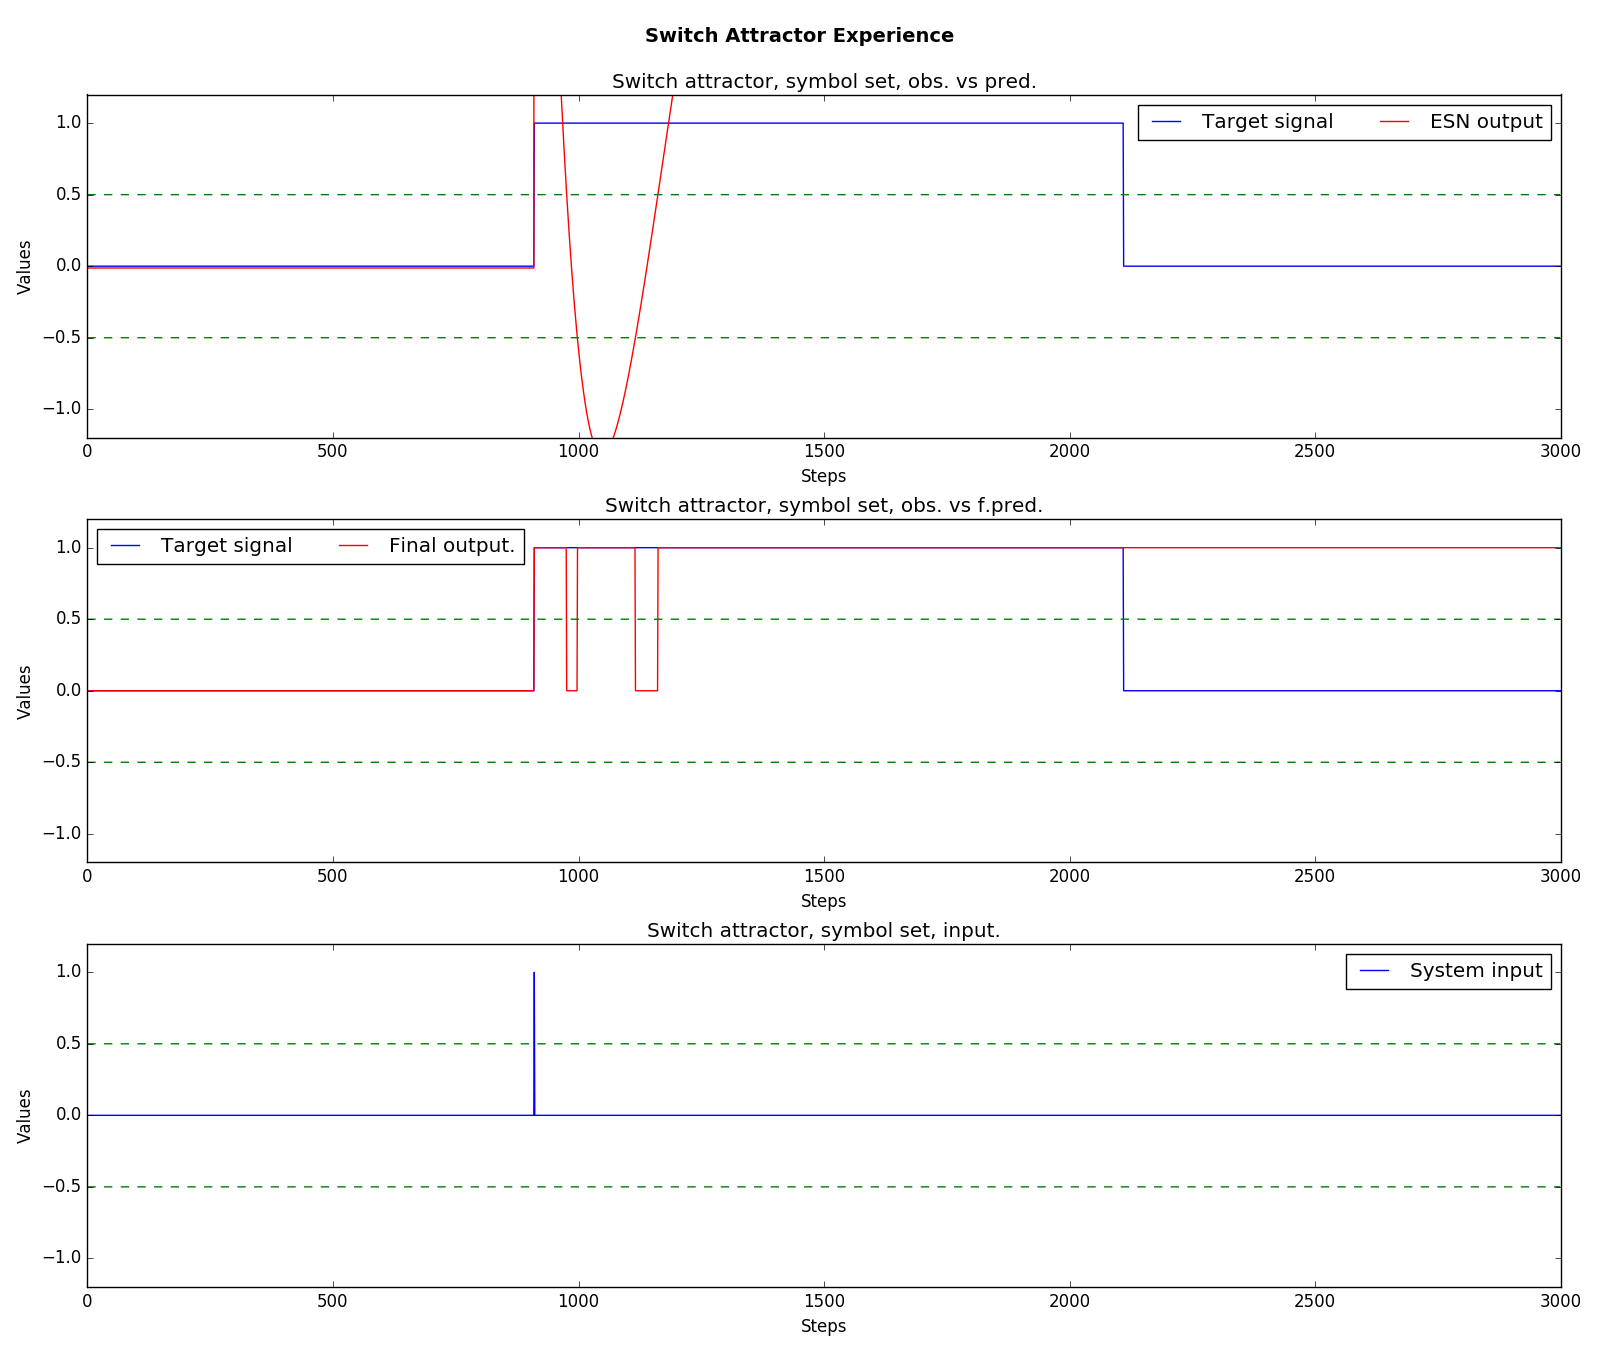 Switch Attractor Experience
Switch attractor, symbol set, obs. vs pred.
Target signal ESN output
1.0
0.5
0.0
−0.5
−1.0
Values
0 500 1000 1500 2000 2500 3000
Steps
Switch attractor, symbol set, obs. vs f.pred.
Target signal Final output.
1.0
0.5
0.0
−0.5
−1.0
Values
0 500 1000 1500 2000 2500 3000
Steps
Switch attractor, symbol set, input.
System input
1.0
0.5
0.0
−0.5
−1.0
Values
0 500 1000 1500 2000 2500 3000
Steps